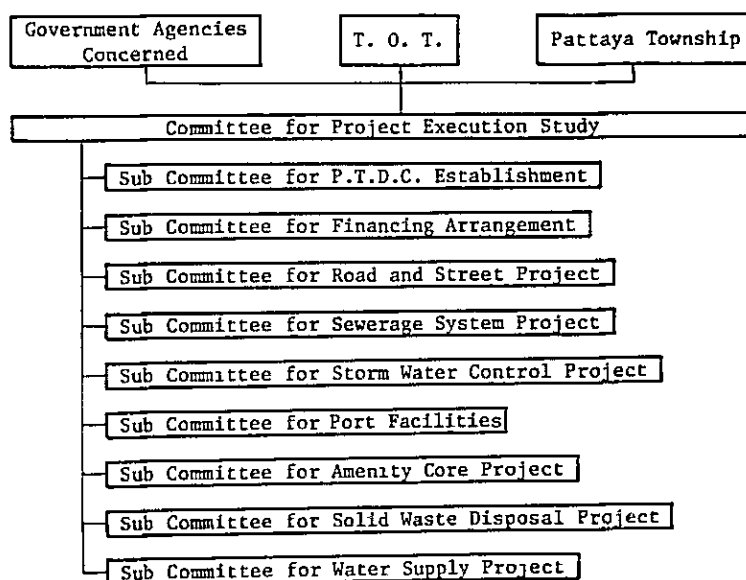 Government Agencies
Concerned
T. O. T.
Pattaya Township
Committee for Project Execution Study
Sub Committee for P.T.D.C. Establishment
Sub Committee for Financing Arrangement
Sub Committee for Road and Street Project
Sub Committee for Sewerage System Project
Sub Committee for Storm Water Control Project
Sub Committee for Port Facilities
Sub Committee for Amenity Core Project
Sub Committee for Solid Waste Disposal Project
Sub Committee for Water Supply Project